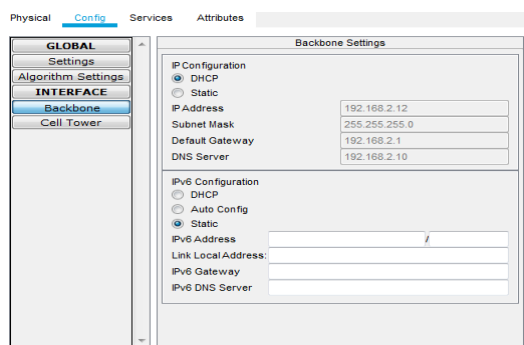 Physical Config Services Attributes
GLOBAL
Settings
Algorithm Settings
INTERFACE
Backbone
Cell Tower
Backbone Settings
IP Configuration
DHCP
Static
IP Address 192.168.2.12
Subnet Mask 255.255.255.0
Default Gateway 192.168.2.1
DNS Server 192.168.2.10
IPv6 Configuration
DHCP
Auto Config
Static
IPv6 Address /
Link Local Address:
IPv6 Gateway
IPv6 DNS Server